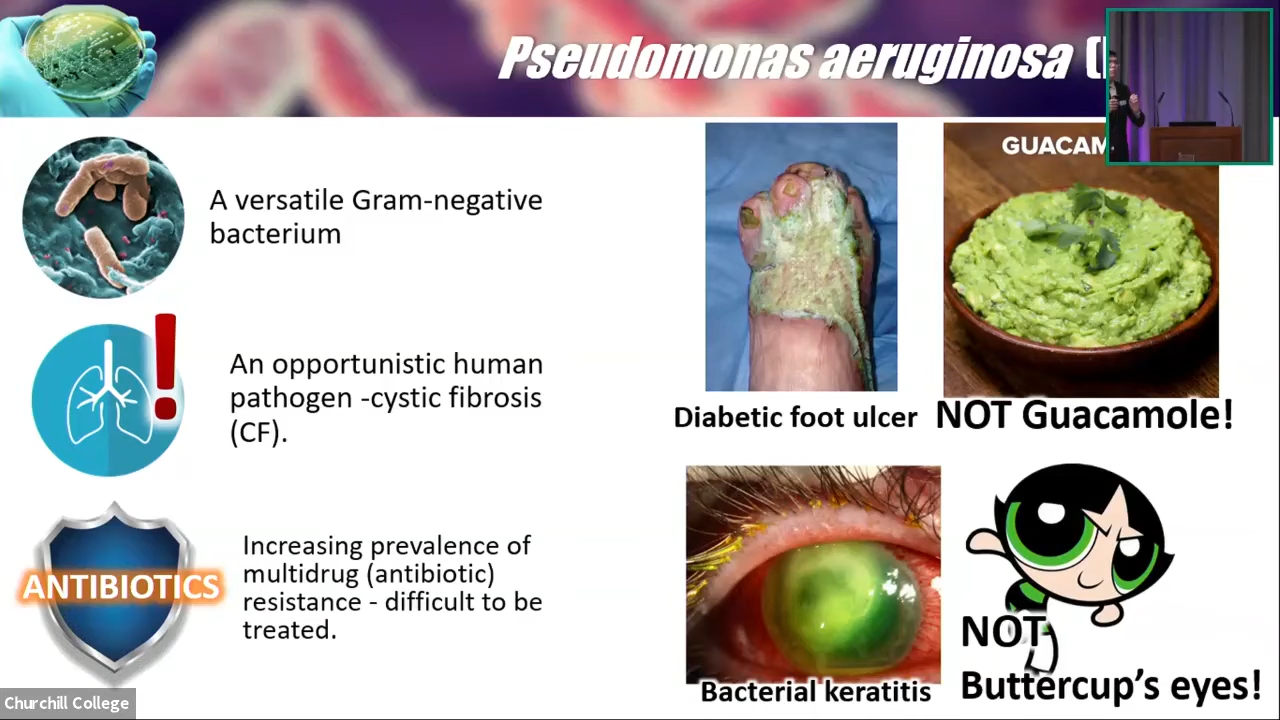 Pseudomonas aeruginosa (
A versatile Gram-negative
bacterium
An opportunistic human
pathogen -cystic fibrosis
(CF).
ANTIBIOTICS
Increasing prevalence of
multidrug (antibiotic)
resistance - difficult to be
treated.
GUACAM
Diabetic foot ulcer
NOT Guacamole!
Bacterial keratitis
NOT
Buttercup's eyes!
Churchill College